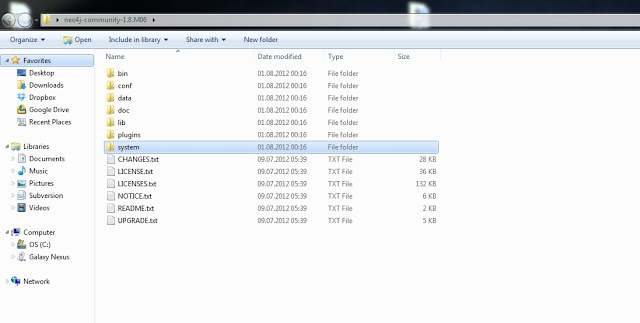 neo4j-community-1.8.M06
Organize Open Include in library Share with New folder
Name Date modified Type Size
Favorites
Desktop
Downloads
Dropbox
Google Drive
Recent Places
Libraries
Documents
Music
Pictures
Subversion
Videos
Computer
OS (C:)
Galaxy Nexus
Network
bin 01.08.2012 00:16 File folder
conf 01.08.2012 00:16 File folder
data 01.08.2012 00:16 File folder
doc 01.08.2012 00:16 File folder
lib 01.08.2012 00:16 File folder
plugins 01.08.2012 00:16 File folder
system 01.08.2012 00:16 File folder
CHANGES.txt 09.07.2012 05:39 TXT File 28 KB
LICENSE.txt 09.07.2012 05:39 TXT File 36 KB
LICENSES.txt 09.07.2012 05:39 TXT File 132 KB
NOTICE.txt 09.07.2012 05:39 TXT File 6 KB
README.txt 09.07.2012 05:39 TXT File 2 KB
UPGRADE.txt 09.07.2012 05:39 TXT File 5 KB